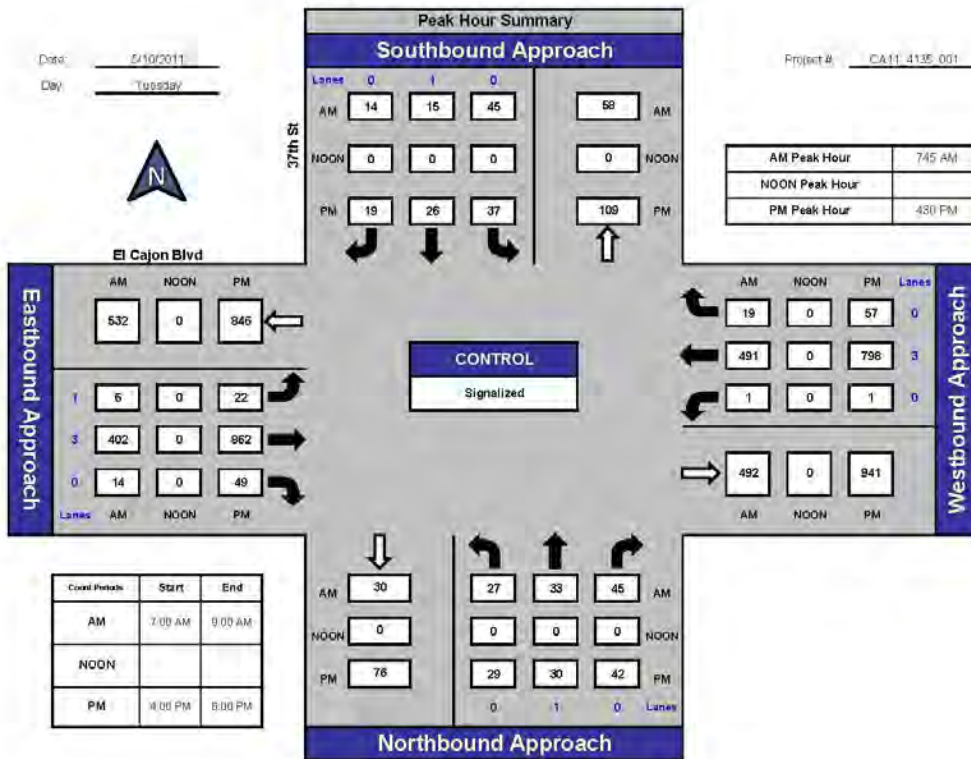 Peak Hour Summary
Southbound Approach
Date: 5/10/2011
Day: Tuesday
Project #: CA11_4135_001
Lanes 0 1 0
AM 14 15 45 58 AM
NOON 0 0 0 0 NOON
PM 19 26 37 109 PM
37th St
N
AM Peak Hour 745 AM
NOON Peak Hour
PM Peak Hour 430 PM
El Cajon Blvd
Eastbound Approach
AM NOON PM
532 0 846
1 6 0 22
3 402 0 862
0 14 0 49
Lanes AM NOON PM
CONTROL
Signalized
AM NOON PM Lanes
19 0 57 0
491 0 798 3
1 0 1 0
492 0 941
AM NOON PM
Westbound Approach
Count Periods Start End
AM 7:00 AM 9:00 AM
NOON
PM 4:00 PM 6:00 PM
AM 30 27 33 45 AM
NOON 0 0 0 0 NOON
PM 76 29 30 42 PM
0 1 0 Lanes
Northbound Approach